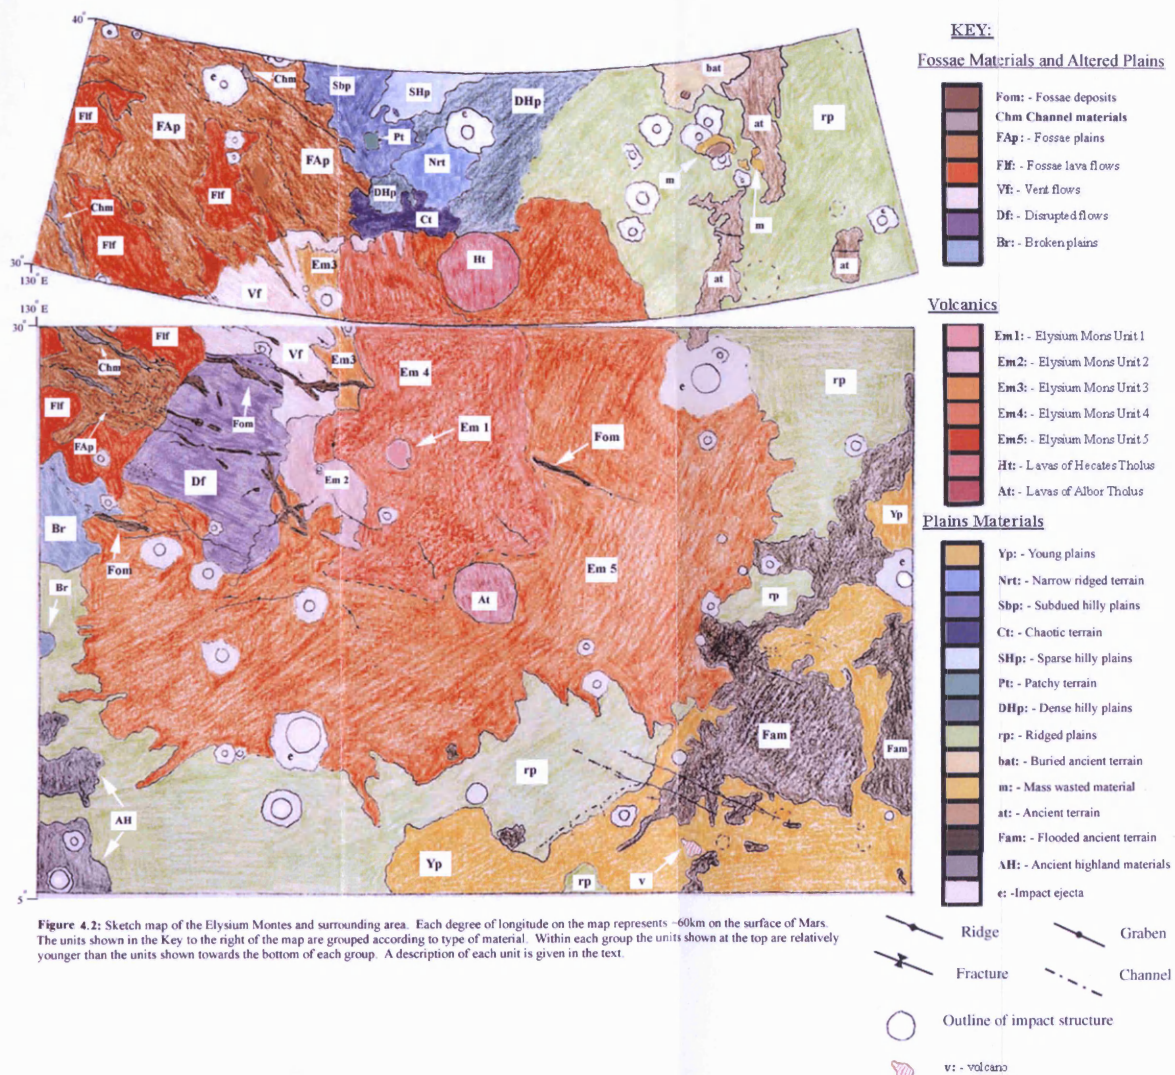 40°
Chm
Sbp
SHp
DHp
bat
e
e
rp
Flf
FAp
at
Pt
FAp
Nrt
m
Flf
DHp
Chm
Ct
e
m
Flf
Ht
30°
130° E
Em3
at
at
Vf
130° E
30°
Flf
Vf
Em3
Em 4
rp
Chm
e
Flf
Em 1
Fom
Fom
FAp
Df
Em 2
Yp
Br
e
Fom
Em 5
Br
At
rp
Fam
Fam
e
rp
AH
Yp
v
rp
5°
Figure 4.2: Sketch map of the Elysium Montes and surrounding area. Each degree of longitude on the map represents ~60km on the surface of Mars.
The units shown in the Key to the right of the map are grouped according to type of material. Within each group the units shown at the top are relatively
younger than the units shown towards the bottom of each group. A description of each unit is given in the text.
KEY:
Fossae Materials and Altered Plains
Fom: - Fossae deposits
Chm Channel materials
FAp: - Fossae plains
Flf: - Fossae lava flows
Vf: - Vent flows
Df: - Disrupted flows
Br: - Broken plains
Volcanics
Em1: - Elysium Mons Unit 1
Em2: - Elysium Mons Unit 2
Em3: - Elysium Mons Unit 3
Em4: - Elysium Mons Unit 4
Em5: - Elysium Mons Unit 5
Ht: - Lavas of Hecates Tholus
At: - Lavas of Albor Tholus
Plains Materials
Yp: - Young plains
Nrt: - Narrow ridged terrain
Sbp: - Subdued hilly plains
Ct: - Chaotic terrain
SHp: - Sparse hilly plains
Pt: - Patchy terrain
DHp: - Dense hilly plains
rp: - Ridged plains
bat: - Buried ancient terrain
m: - Mass wasted material
at: - Ancient terrain
Fam: - Flooded ancient terrain
AH: - Ancient highland materials
e: -Impact ejecta
Ridge
Graben
Fracture
Channel
Outline of impact structure
v: - volcano